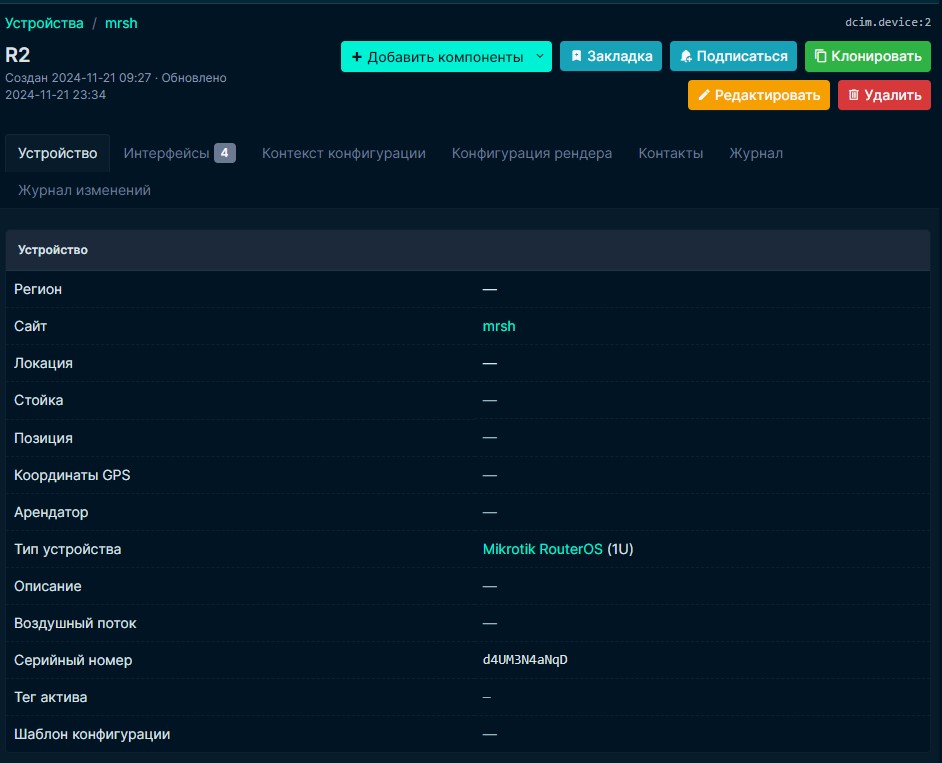 Устройства / mrsh
dcim.device:2
R2
Создан 2024-11-21 09:27 · Обновлено
2024-11-21 23:34
+ Добавить компоненты
Закладка
Подписаться
Клонировать
Редактировать
Удалить
Устройство
Интерфейсы 4
Контекст конфигурации
Конфигурация рендера
Контакты
Журнал
Журнал изменений
Устройство
Регион —
Сайт mrsh
Локация —
Стойка —
Позиция —
Координаты GPS —
Арендатор —
Тип устройства Mikrotik RouterOS (1U)
Описание —
Воздушный поток —
Серийный номер d4UM3N4aNqD
Тег актива –
Шаблон конфигурации —